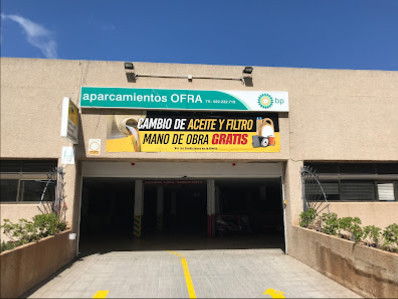 aparcamientos OFRA
bp
CAMBIO DE ACEITE Y FILTRO
MANO DE OBRA GRATIS